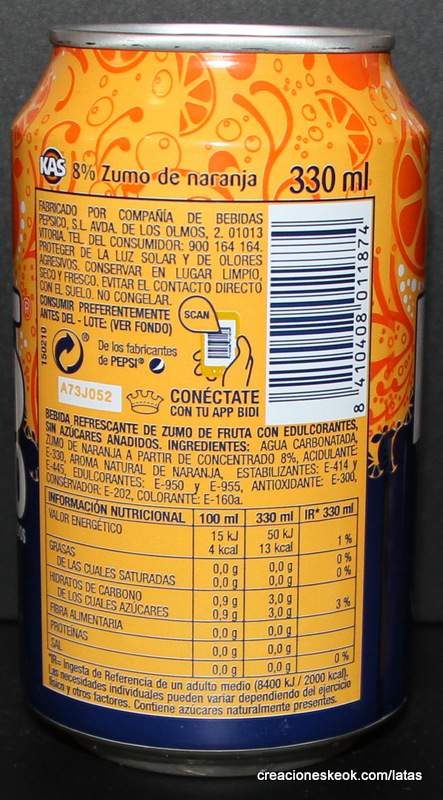 KAS 8% Zumo de naranja 330 ml
FABRICADO POR COMPAÑÍA DE BEBIDAS
PEPSICO, S.L. AVDA. DE LOS OLMOS, 2. 01013
VITORIA. TEL. DEL CONSUMIDOR: 900 164 164.
PROTEGER DE LA LUZ SOLAR Y DE OLORES
AGRESIVOS. CONSERVAR EN LUGAR LIMPIO,
SECO Y FRESCO. EVITAR EL CONTACTO DIRECTO
CON EL SUELO. NO CONGELAR.
CONSUMIR PREFERENTEMENTE
ANTES DEL - LOTE: (VER FONDO)
SCAN
150210
De los fabricantes
de PEPSI®
A73J052
CONÉCTATE
CON TU APP BIDI
8 410408 011874
BEBIDA REFRESCANTE DE ZUMO DE FRUTA CON EDULCORANTES,
SIN AZÚCARES AÑADIDOS. INGREDIENTES: AGUA CARBONATADA,
ZUMO DE NARANJA A PARTIR DE CONCENTRADO 8%, ACIDULANTE:
E-330, AROMA NATURAL DE NARANJA, ESTABILIZANTES: E-414 y
E-445, EDULCORANTES: E-950 y E-955, ANTIOXIDANTE: E-300,
CONSERVADOR: E-202, COLORANTE: E-160a.
INFORMACIÓN NUTRICIONAL 100 ml 330 ml IR* 330 ml
VALOR ENERGÉTICO 15 kJ 50 kJ
4 kcal 13 kcal 1%
GRASAS 0,0 g 0,0 g 0%
DE LAS CUALES SATURADAS 0,0 g 0,0 g 0%
HIDRATOS DE CARBONO 0,9 g 3,0 g
DE LOS CUALES AZÚCARES 0,9 g 3,0 g 3%
FIBRA ALIMENTARIA 0,0 g 0,0 g
PROTEÍNAS 0,0 g 0,0 g
SAL 0,0 g 0,0 g 0%
*IR= Ingesta de Referencia de un adulto medio (8400 kJ / 2000 kcal).
Las necesidades individuales pueden variar dependiendo del ejercicio
físico y otros factores. Contiene azúcares naturalmente presentes.
creacioneskeok.com/latas